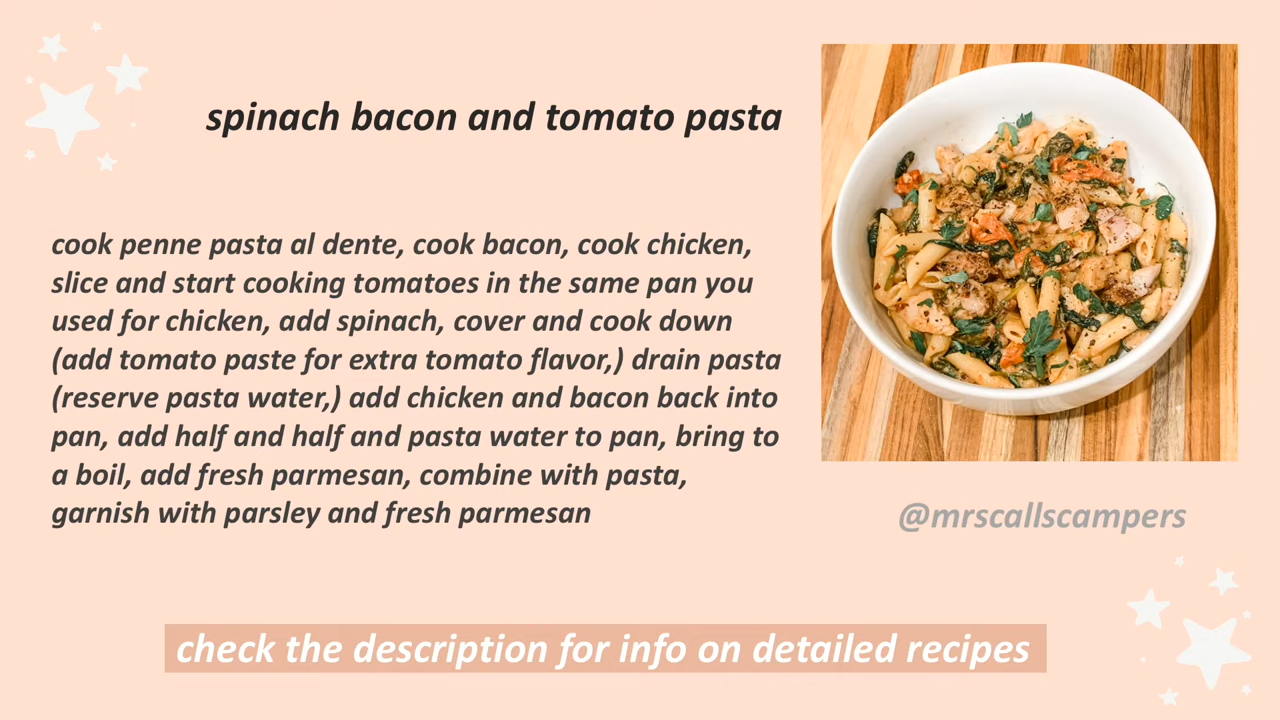 spinach bacon and tomato pasta
cook penne pasta al dente, cook bacon, cook chicken,
slice and start cooking tomatoes in the same pan you
used for chicken, add spinach, cover and cook down
(add tomato paste for extra tomato flavor,) drain pasta
(reserve pasta water,) add chicken and bacon back into
pan, add half and half and pasta water to pan, bring to
a boil, add fresh parmesan, combine with pasta,
garnish with parsley and fresh parmesan
@mrscallscampers
check the description for info on detailed recipes